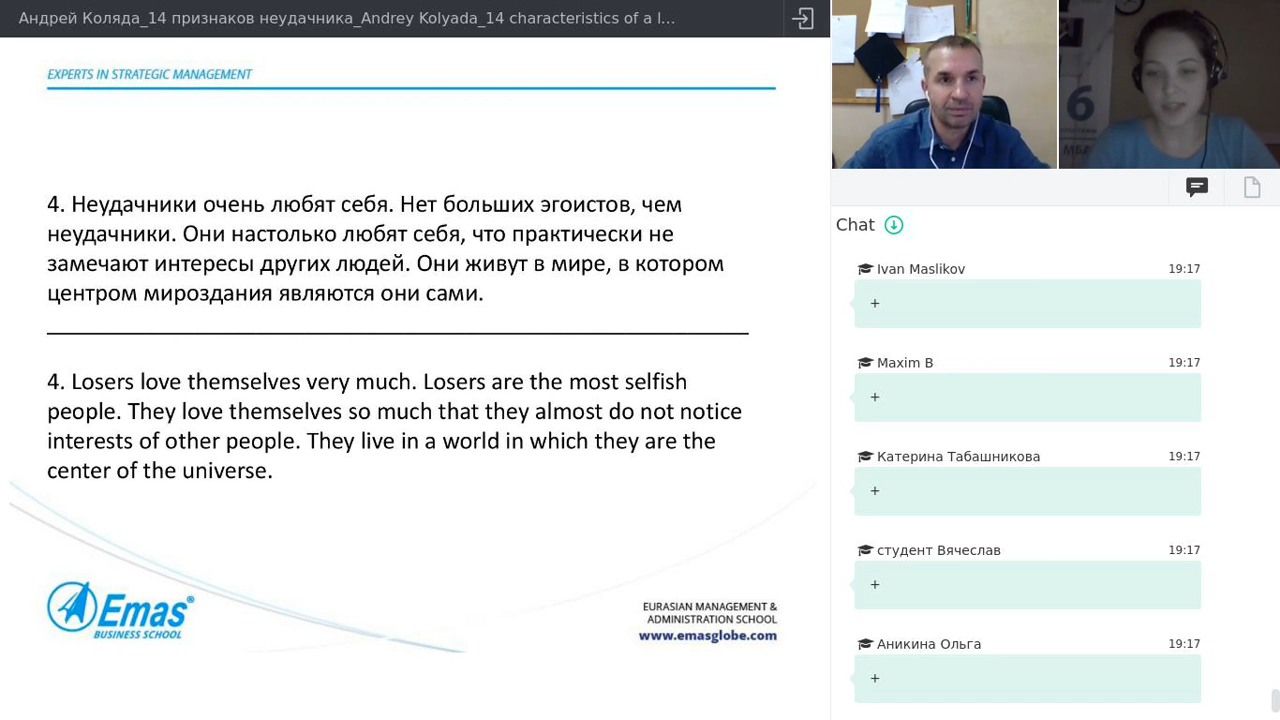 Андрей Коляда_14 признаков неудачника_Andrey Kolyada_14 characteristics of a l...
EXPERTS IN STRATEGIC MANAGEMENT
4. Неудачники очень любят себя. Нет больших эгоистов, чем
неудачники. Они настолько любят себя, что практически не
замечают интересы других людей. Они живут в мире, в котором
центром мироздания являются они сами.
4. Losers love themselves very much. Losers are the most selfish
people. They love themselves so much that they almost do not notice
interests of other people. They live in a world in which they are the
center of the universe.
Emas®
BUSINESS SCHOOL
EURASIAN MANAGEMENT &
ADMINISTRATION SCHOOL
www.emasglobe.com
6
МБА
Chat
Ivan Maslikov 19:17
+
Maxim B 19:17
+
Катерина Табашникова 19:17
+
студент Вячеслав 19:17
+
Аникина Ольга 19:17
+